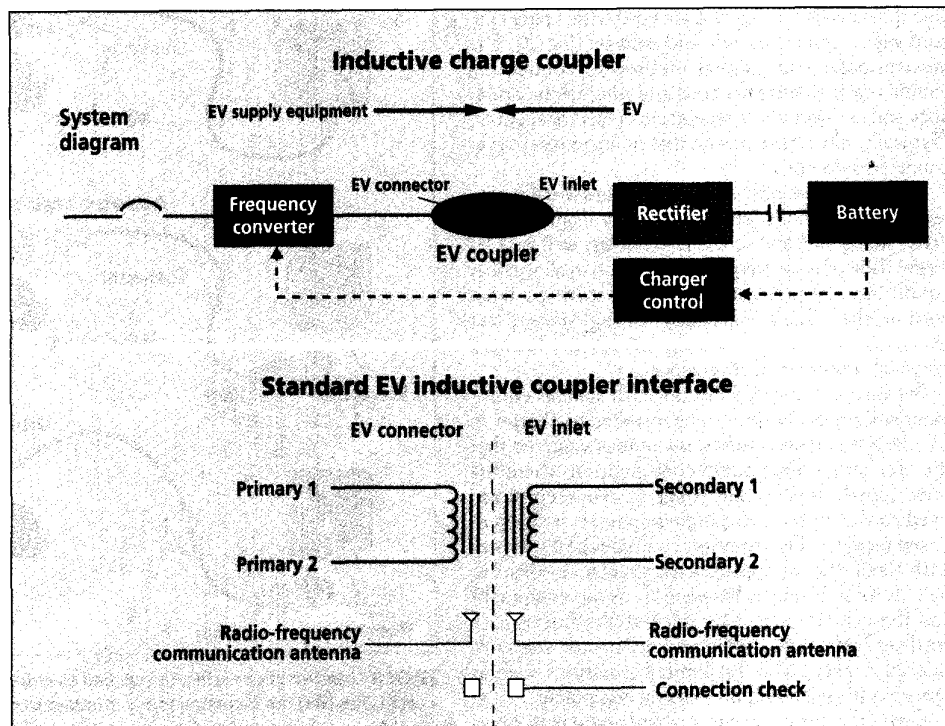 Inductive charge coupler
System
diagram
EV supply equipment
EV
Frequency
converter
EV connector
EV inlet
EV coupler
Rectifier
Battery
Charger
control
Standard EV inductive coupler interface
EV connector
EV inlet
Primary 1
Secondary 1
Primary 2
Secondary 2
Radio-frequency
communication antenna
Radio-frequency
communication antenna
Connection check